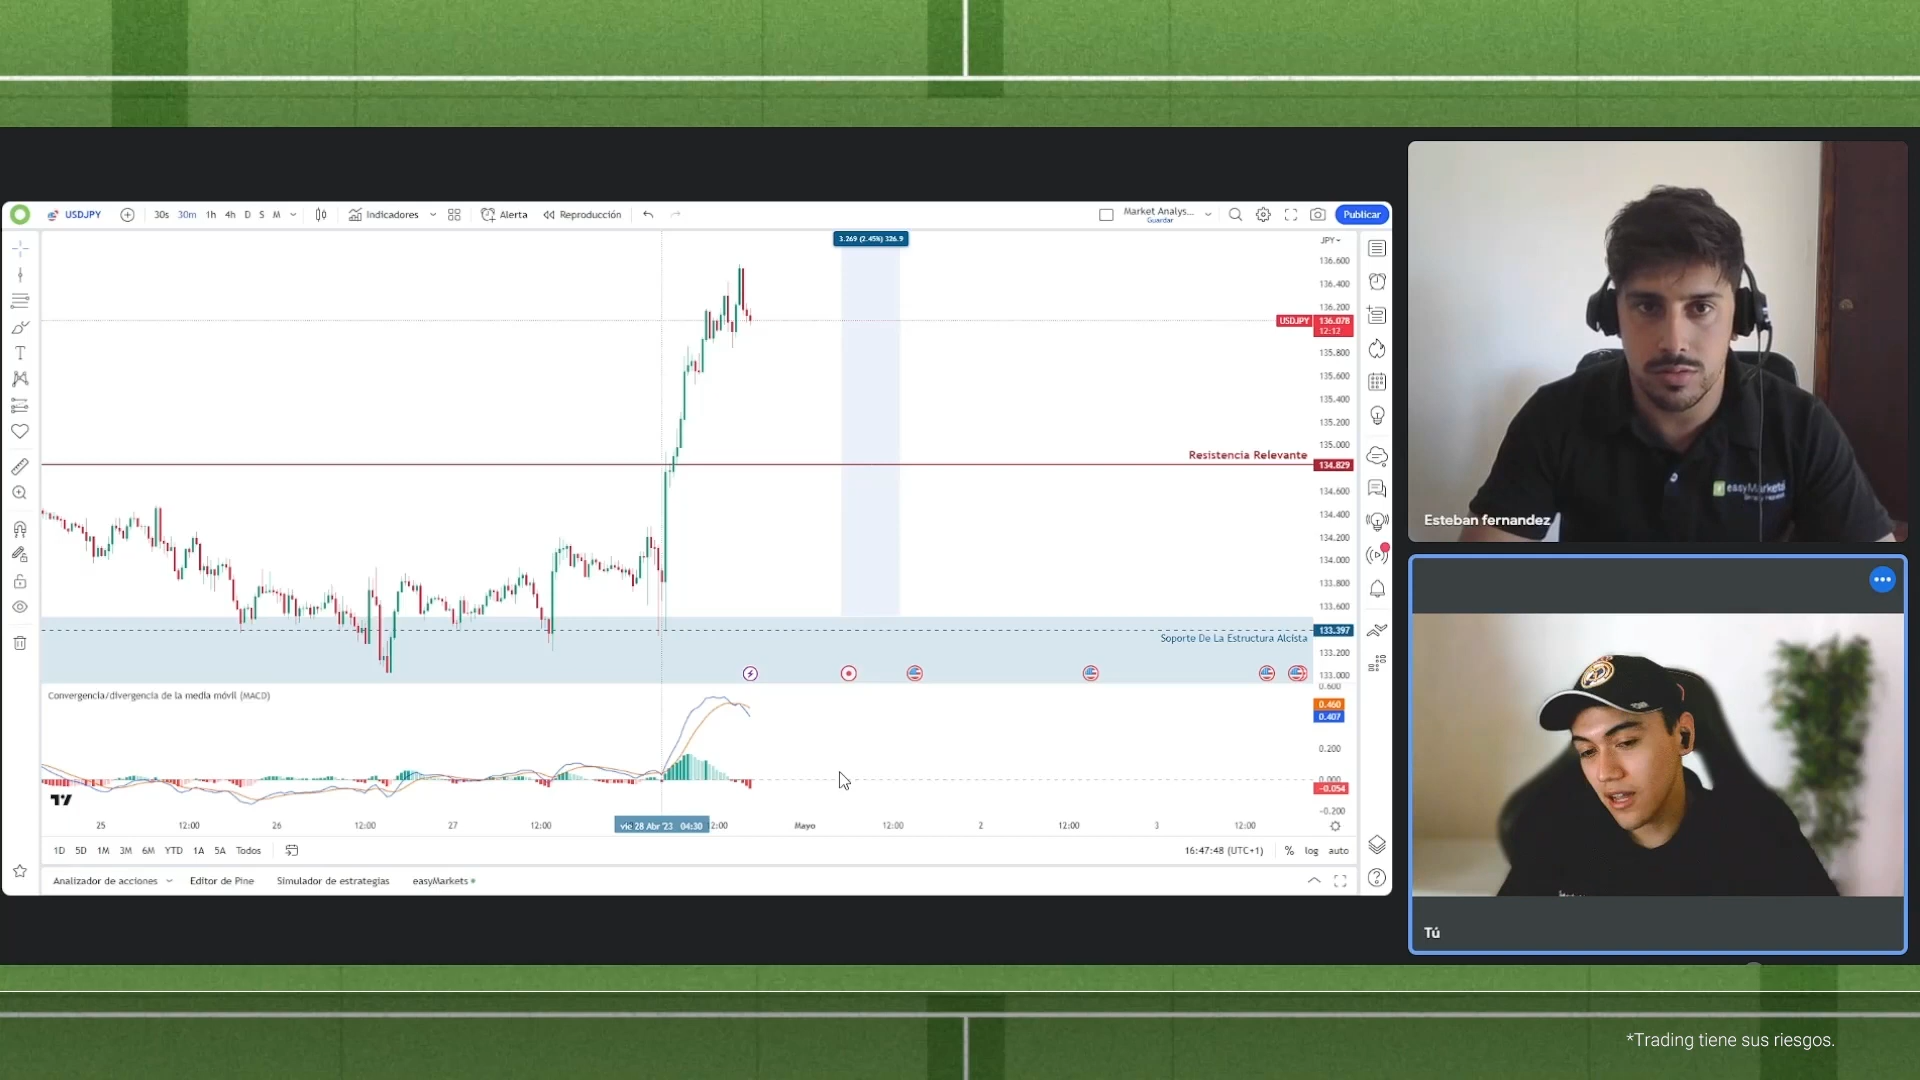 USDJPY 30s 30m 1h 4h D S M Indicadores Alerta Reproducción Market Analys... Publicar
Guardar
3.269 (2.45%) 326.9
JPY
136.600
136.400
136.200
USDJPY 136.078
12:12
135.800
135.600
135.400
135.200
135.000
Resistencia Relevante
134.829
134.600
134.400
134.200
134.000
133.800
133.600
133.397
Soporte De La Estructura Alcista
133.200
133.000
0.600
Convergencia/divergencia de la media móvil (MACD)
0.460
0.407
0.200
0.000
-0.054
-0.200
25 12:00 26 12:00 27 12:00 vie 28 Abr '23 04:30 12:00 Mayo 12:00 2 12:00 3 12:00
1D 5D 1M 3M 6M YTD 1A 5A Todos 16:47:48 (UTC+1) % log auto
Analizador de acciones Editor de Pine Simulador de estrategias easyMarkets
easyMarkets
Esteban fernandez
Tú
*Trading tiene sus riesgos.